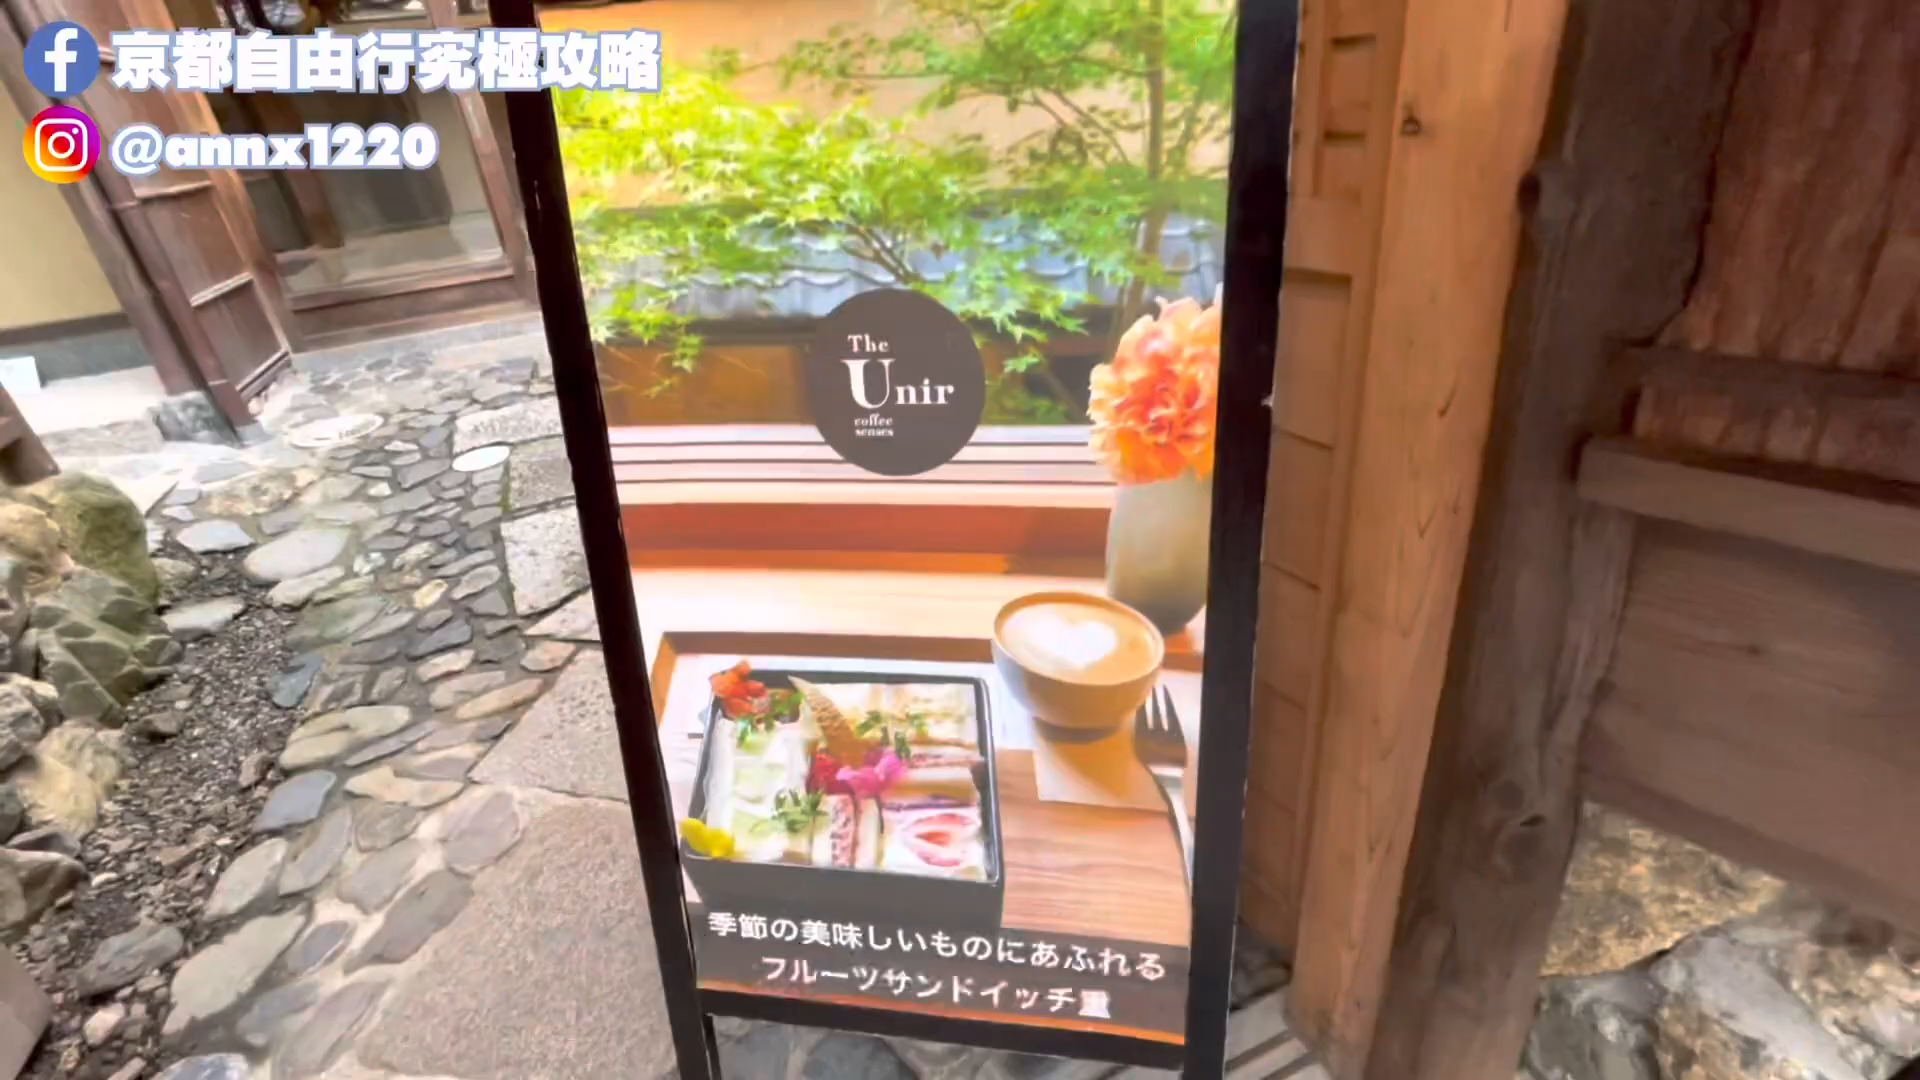 京都自由行究極攻略
@annx1220
The
Unir
coffee
senses
季節の美味しいものにあふれる
フルーツサンドイッチ重